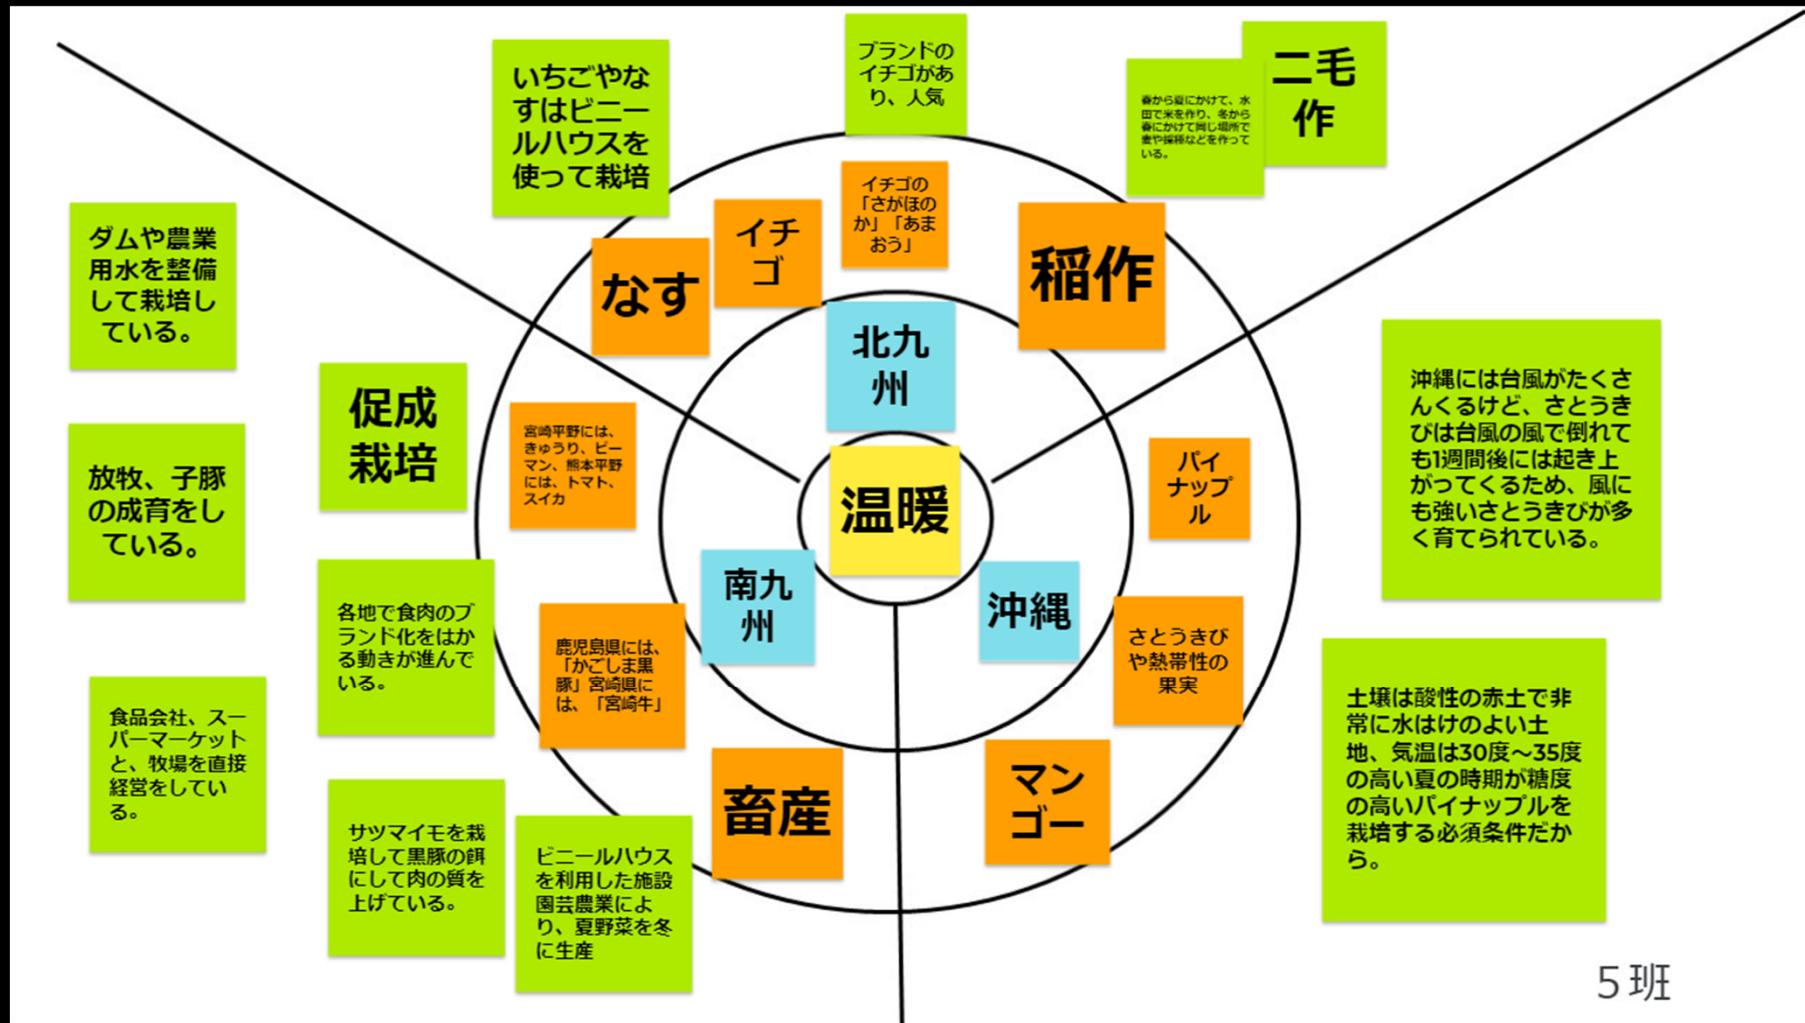 ブランドの
イチゴがあ
り、人気
二毛
作
いちごやな
すはビニー
ルハウスを
使って栽培
春から夏にかけて、水
田で米を作り、冬から
春にかけて同じ場所で
麦や採種などを作って
いる。
イチゴの
「さがほの
か」「あま
おう」
イチ
ゴ
なす
稲作
ダムや農業
用水を整備
して栽培し
ている。
北九
州
沖縄には台風がたくさ
んくるけど、さとうき
びは台風の風で倒れて
も1週間後には起き上
がってくるため、風に
も強いさとうきびが多
く育てられている。
促成
栽培
宮崎平野には、
きゅうり、ピー
マン、熊本平野
には、トマト、
スイカ
温暖
パイ
ナップ
ル
放牧、子豚
の成育をし
ている。
南九
州
沖縄
各地で食肉のブ
ランド化をはか
る動きが進んで
いる。
鹿児島県には、
「かごしま黒
豚」宮崎県に
は、「宮崎牛」
さとうきび
や熱帯性の
果実
土壌は酸性の赤土で非
常に水はけのよい土
地、気温は30度～35度
の高い夏の時期が糖度
の高いパイナップルを
栽培する必須条件だか
ら。
食品会社、スー
パーマーケット
と、牧場を直接
経営をしてい
る。
畜産
マン
ゴー
サツマイモを栽
培して黒豚の餌
にして肉の質を
上げている。
ビニールハウス
を利用した施設
園芸農業によ
り、夏野菜を冬
に生産
５班